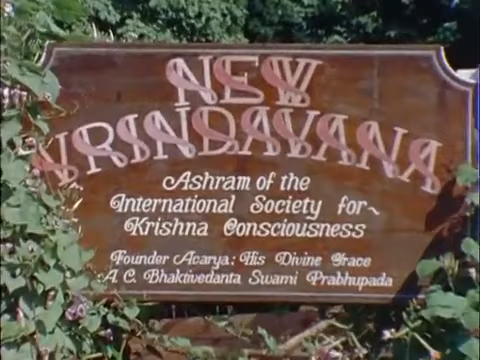 NEW
VRINDAVANA
Ashram of the
International Society for~
Krishna Consciousness
Founder Acarya: His Divine Grace
A C. Bhaktivedanta Swami Prabhupada